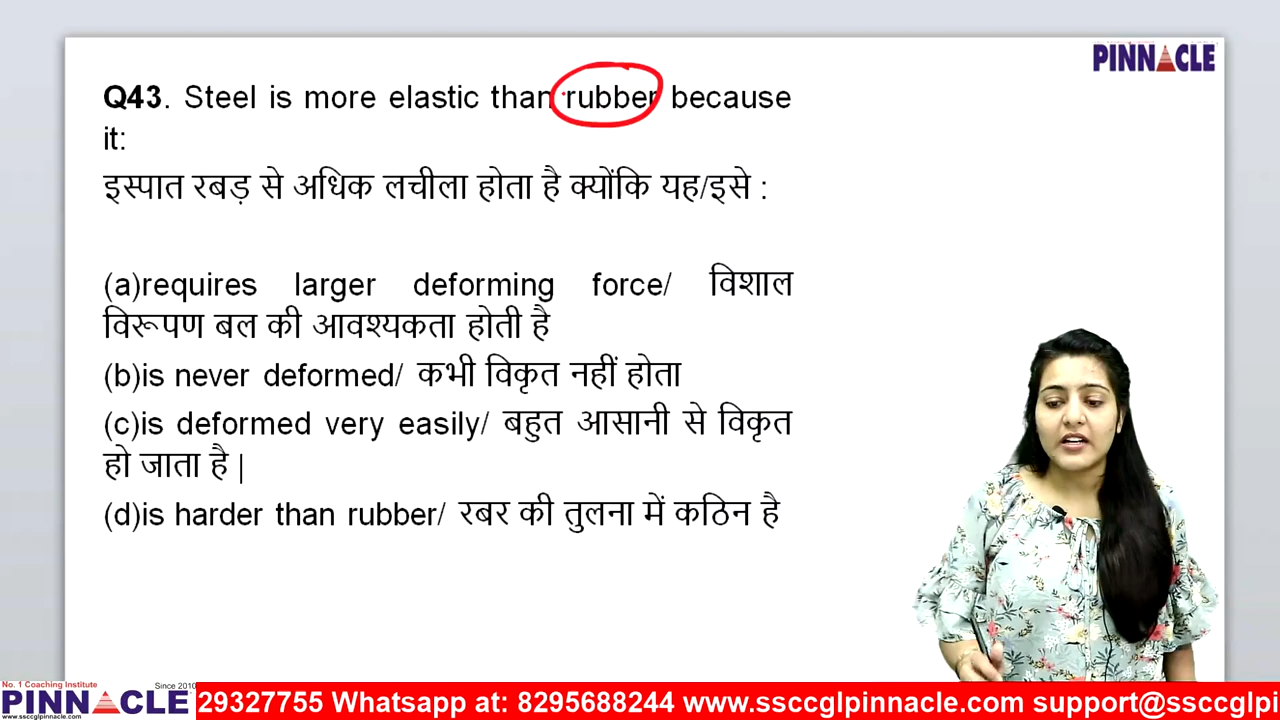 PINNACLE
Q43. Steel is more elastic than rubber because
it:
इस्पात रबड़ से अधिक लचीला होता है क्योंकि यह/इसे :
(a)requires larger deforming force/ विशाल
विरूपण बल की आवश्यकता होती है
(b)is never deformed/ कभी विकृत नहीं होता
(c)is deformed very easily/ बहुत आसानी से विकृत
हो जाता है |
(d)is harder than rubber/ रबर की तुलना में कठिन है
No. 1 Coaching Institute
Since 2010
PINNACLE
www.ssccglpinnacle.com
29327755 Whatsapp at: 8295688244 www.ssccglpinnacle.com support@ssccglpi